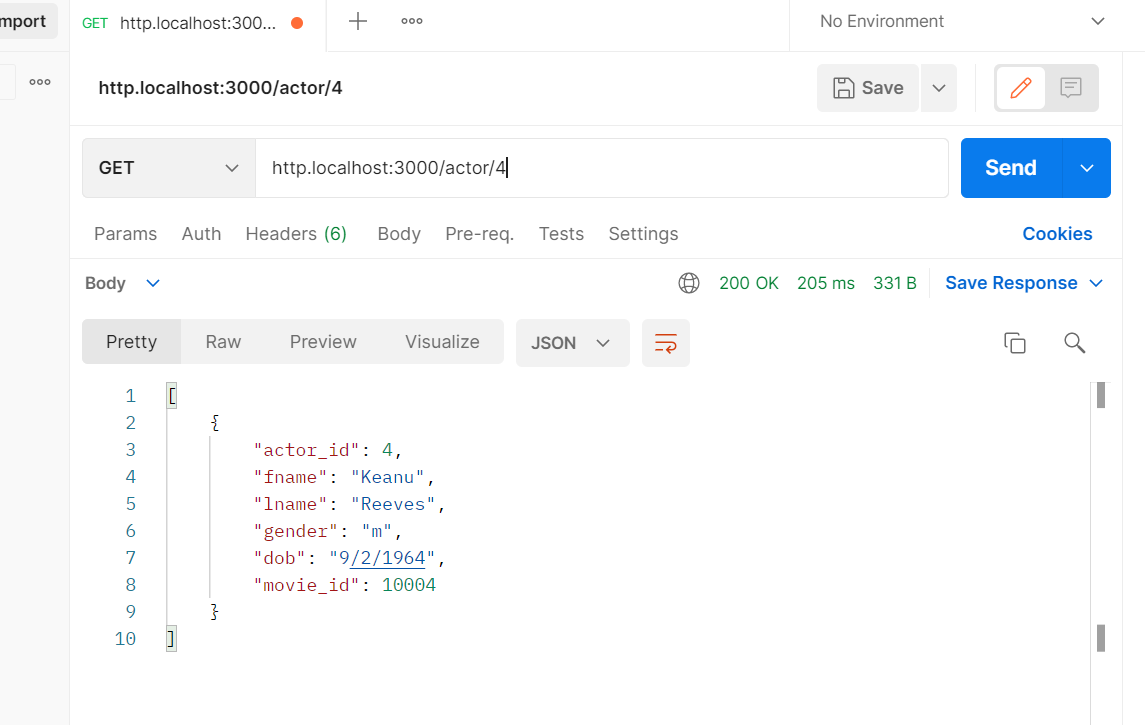 mport
GET http.localhost:300... No Environment
http.localhost:3000/actor/4 Save
GET http.localhost:3000/actor/4 Send
Params Auth Headers (6) Body Pre-req. Tests Settings Cookies
Body 200 OK 205 ms 331 B Save Response
Pretty Raw Preview Visualize JSON
1 [
2 {
3 "actor_id": 4,
4 "fname": "Keanu",
5 "lname": "Reeves",
6 "gender": "m",
7 "dob": "9/2/1964",
8 "movie_id": 10004
9 }
10 ]